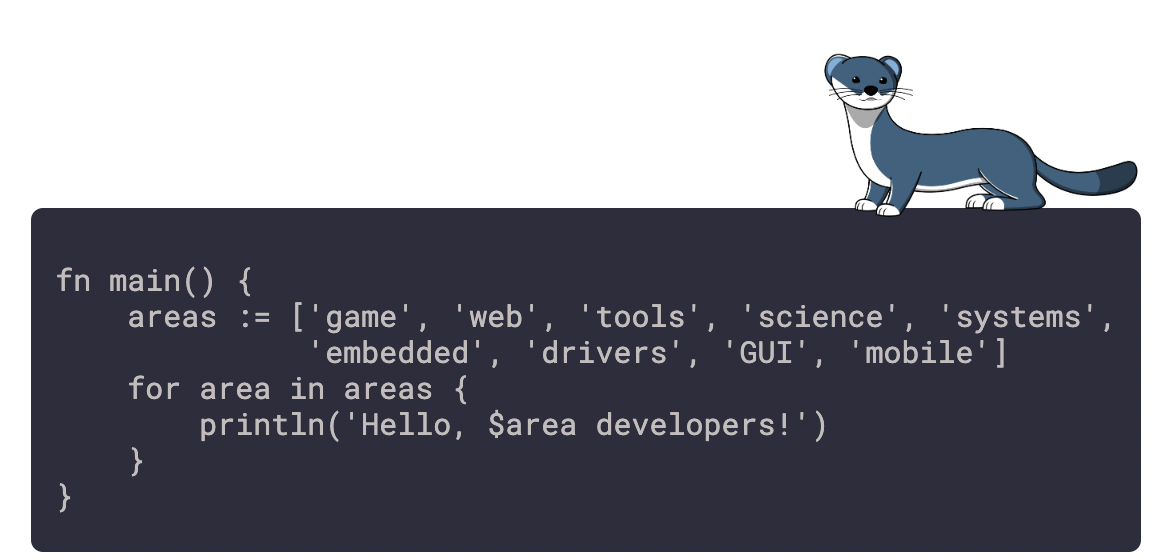 fn main() {
    areas := ['game', 'web', 'tools', 'science', 'systems',
              'embedded', 'drivers', 'GUI', 'mobile']
    for area in areas {
        println('Hello, $area developers!')
    }
}